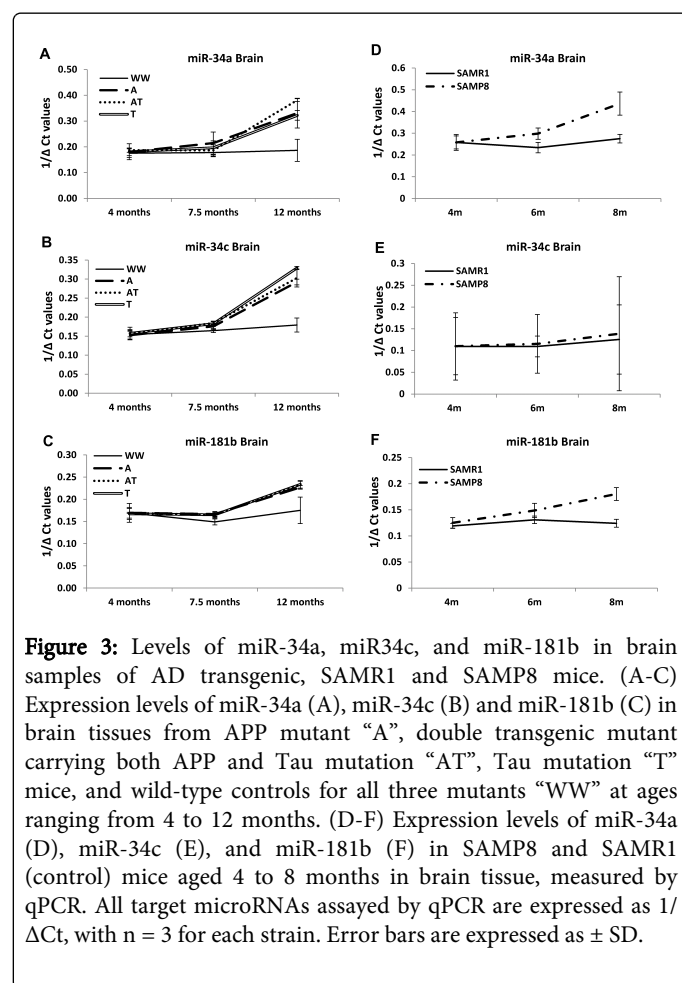 A
miR-34a Brain
1/Δ Ct values
0.50
0.40
0.30
0.20
0.10
0.00
WW
A
AT
T
4 months 7.5 months 12 months
D
miR-34a Brain
1/Δ Ct values
0.6
0.5
0.4
0.3
0.2
0.1
0
SAMR1
SAMP8
4m 6m 8m
B
miR-34c Brain
1/Δ Ct values
0.35
0.30
0.25
0.20
0.15
0.10
0.05
0.00
WW
A
AT
T
4 months 7.5 months 12 months
E
miR-34c Brain
1/Δ Ct values
0.3
0.25
0.2
0.15
0.1
0.05
0
SAMR1
SAMP8
4m 6m 8m
C
miR-181b Brain
1/Δ Ct values
0.30
0.25
0.20
0.15
0.10
0.05
0.00
WW
A
AT
T
4 months 7.5 months 12 months
F
miR-181b Brain
1/Δ Ct values
0.25
0.2
0.15
0.1
0.05
0
SAMR1
SAMP8
4m 6m 8m
Figure 3: Levels of miR-34a, miR34c, and miR-181b in brain
samples of AD transgenic, SAMR1 and SAMP8 mice. (A-C)
Expression levels of miR-34a (A), miR-34c (B) and miR-181b (C) in
brain tissues from APP mutant “A”, double transgenic mutant
carrying both APP and Tau mutation “AT”, Tau mutation “T”
mice, and wild-type controls for all three mutants “WW” at ages
ranging from 4 to 12 months. (D-F) Expression levels of miR-34a
(D), miR-34c (E), and miR-181b (F) in SAMP8 and SAMR1
(control) mice aged 4 to 8 months in brain tissue, measured by
qPCR. All target microRNAs assayed by qPCR are expressed as 1/
ΔCt, with n = 3 for each strain. Error bars are expressed as ± SD.